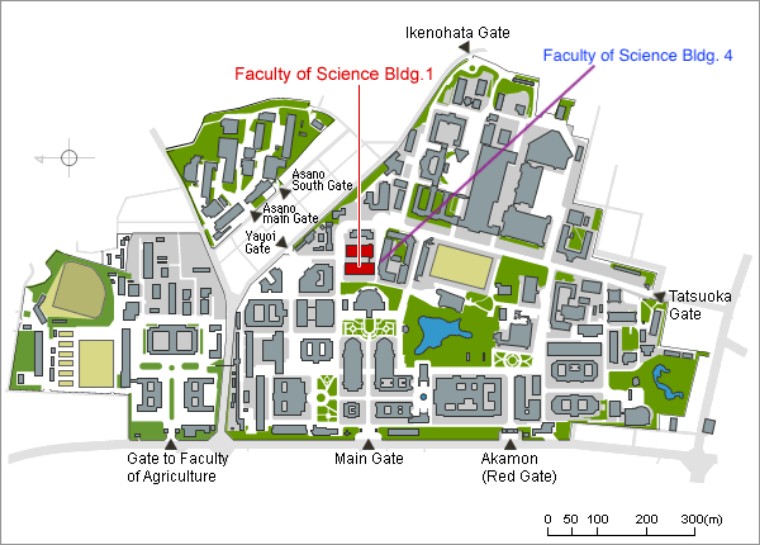 Ikenohata Gate
Faculty of Science Bldg. 4
Faculty of Science Bldg.1
4
Asano
South Gate
Asano
main Gate
Yayoi
Gate
Tatsuoka
Gate
Gate to Faculty
of Agriculture
Main Gate
Akamon
(Red Gate)
0 50 100 200 300(m)